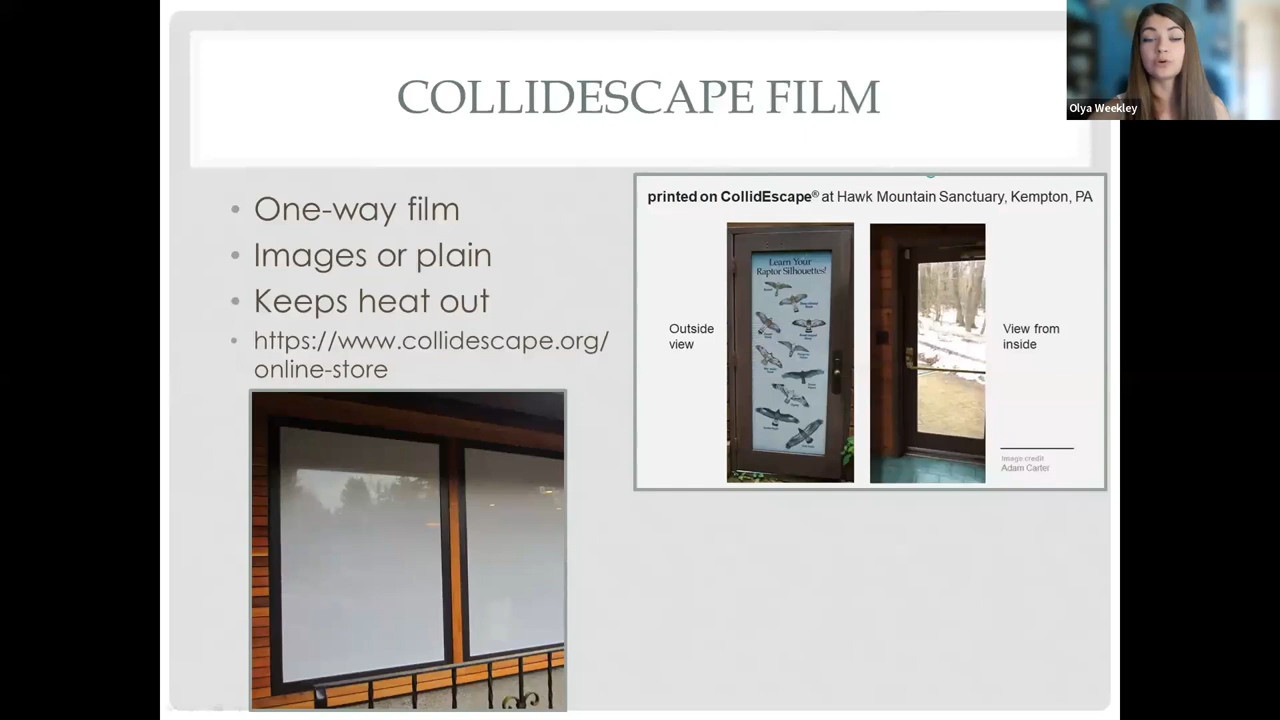 COLLIDESCAPE FILM
Olya Weekley
• One-way film
• Images or plain
• Keeps heat out
• https://www.collidescape.org/
online-store
printed on CollidEscape® at Hawk Mountain Sanctuary, Kempton, PA
Learn Your
Raptor Silhouettes!
Outside
view
View from
inside
Image credit
Adam Carter